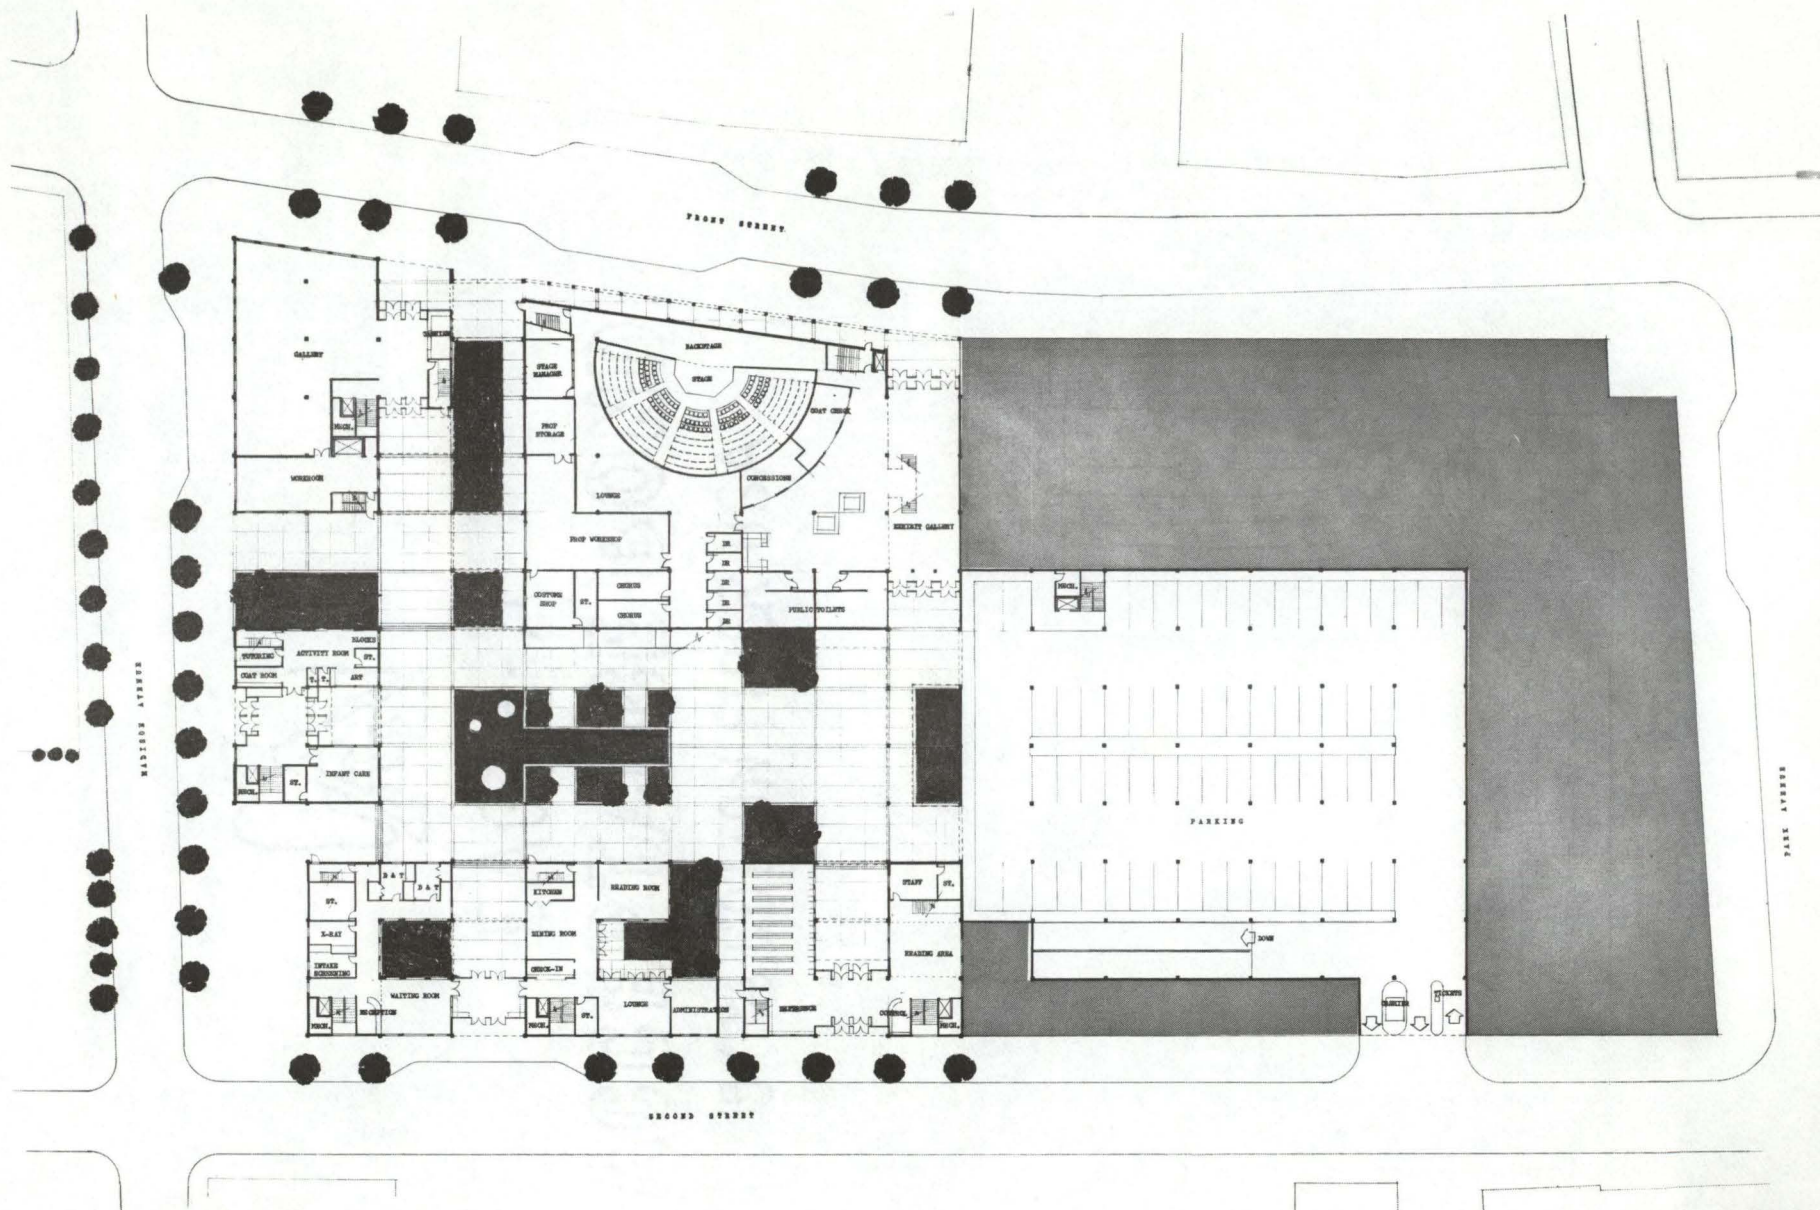 FRONT STREET
BACKSTAGE
GALLERY
STAGE
MANAGER
STAGE
COAT CHECK
MECH.
PROP
STORAGE
WORKROOM
CONCESSIONS
LOUNGE
EXHIBIT GALLERY
PROP WORKSHOP
DR
DR
DR
DR
DR
COSTUME
SHOP
ST.
CHORUS
CHORUS
PUBLIC TOILETS
MECH.
BLOCKS
TUTORING
ACTIVITY ROOM
ST.
COAT ROOM
T.
T.
ART
MADISON AVENUE
INFANT CARE
ST.
MECH.
PARKING
PARK AVENUE
D & T
D & T
ST.
KITCHEN
READING ROOM
STAFF
ST.
X-RAY
DINING ROOM
DOWN
INTAKE
SCREENING
CHECK-IN
READING AREA
WAITING ROOM
LOUNGE
CASHIER
TICKETS
MECH.
RECEPTION
MECH.
ST.
ADMINISTRATION
REFERENCE
CONTROL
MECH.
SECOND STREET